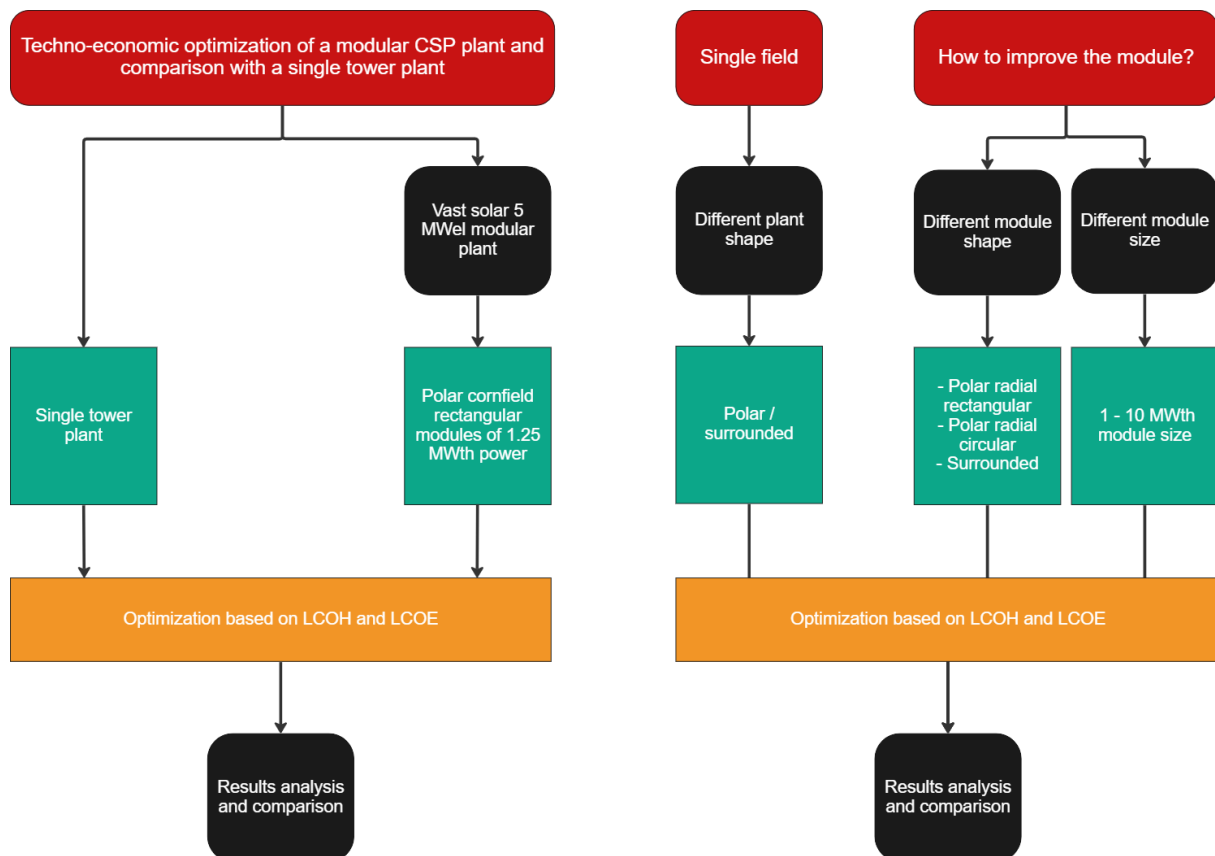 Techno-economic optimization of a modular CSP plant and
comparison with a single tower plant
Vast solar 5
MWel modular
plant
Single tower
plant
Polar cornfield
rectangular
modules of 1.25
MWth power
Optimization based on LCOH and LCOE
Results analysis
and comparison
Single field
How to improve the module?
Different plant
shape
Different module
shape
Different module
size
Polar /
surrounded
- Polar radial
rectangular
- Polar radial
circular
- Surrounded
1 - 10 MWth
module size
Optimization based on LCOH and LCOE
Results analysis
and comparison